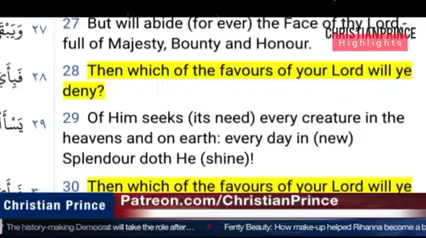 ٢٧ 27 But will abide (for ever) the Face of thy Lord -
full of Majesty, Bounty and Honour.
CHRISTIANPRINCE
Highlights
٢٨ 28 Then which of the favours of your Lord will ye
deny?
٢٩ 29 Of Him seeks (its need) every creature in the
heavens and on earth: every day in (new)
Splendour doth He (shine)!
30 Then which of the favours of your Lord will ye
Christian Prince Patreon.com/ChristianPrince
The history-making Democrat will take the role after... Fenty Beauty: How make-up helped Rihanna become a b